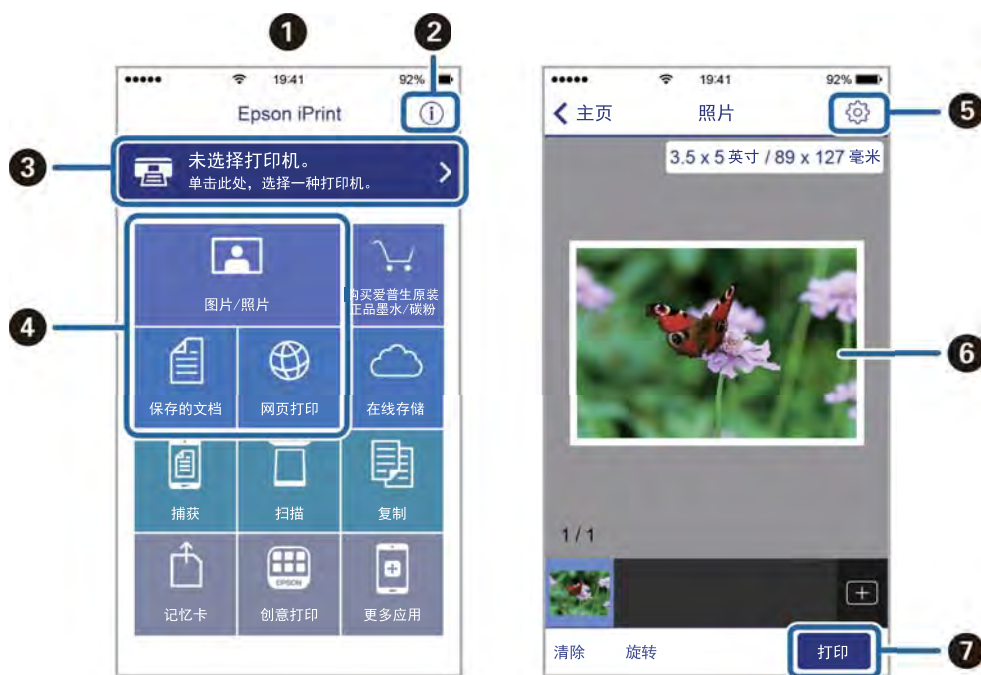 1
2
19:41
92%
Epson iPrint
3
未选择打印机。
单击此处，选择一种打印机。
4
图片/照片
购买爱普生原装
正品墨水/碳粉
保存的文档
网页打印
在线存储
捕获
扫描
复制
EPSON
记忆卡
创意打印
更多应用
19:41
92%
主页
照片
5
3.5 x 5 英寸 / 89 x 127 毫米
6
1 / 1
清除
旋转
打印
7